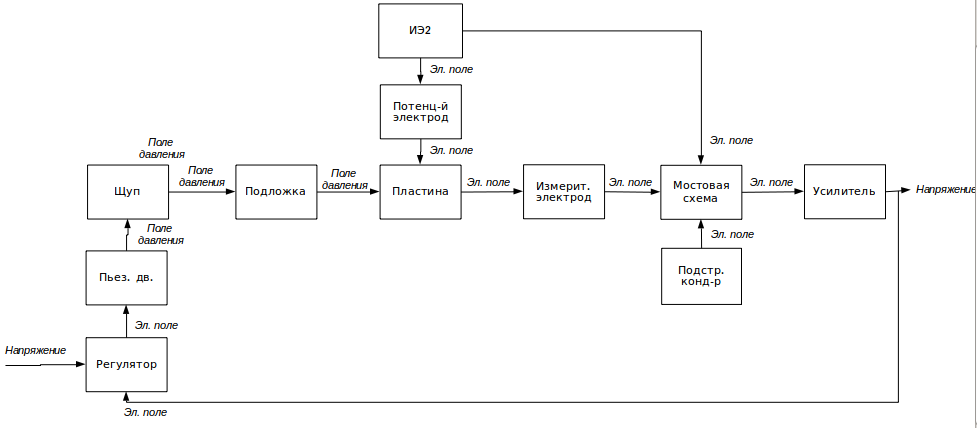 ИЭ2
Эл. поле
Потенц-й
электрод
Эл. поле
Эл. поле
Поле
давления
Щуп
Поле
давления
Подложка
Поле
давления
Пластина
Эл. поле
Измерит.
электрод
Эл. поле
Мостовая
схема
Эл. поле
Усилитель
Напряжение
Поле
давления
Эл. поле
Пьез. дв.
Подстр.
конд-р
Эл. поле
Напряжение
Регулятор
Эл. поле